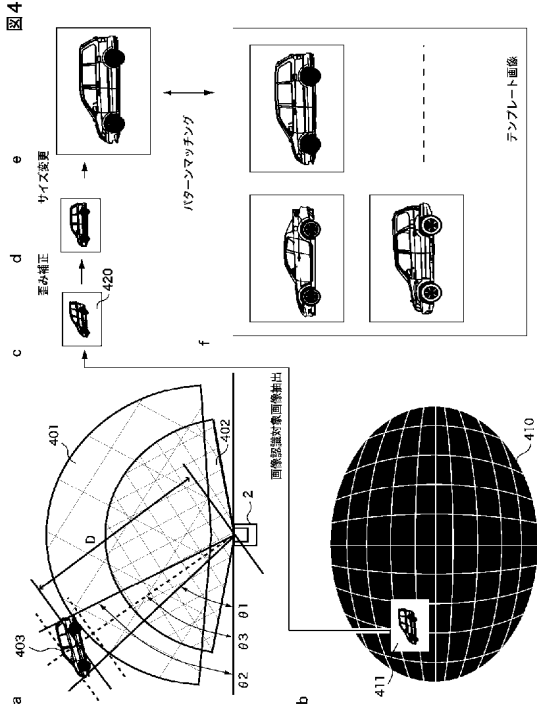 図4
a
401
402
403
D
2
θ1
θ3
θ2
b
画像認識対象画像抽出
410
411
c
歪み補正
d
サイズ変更
e
420
パターンマッチング
f
テンプレート画像